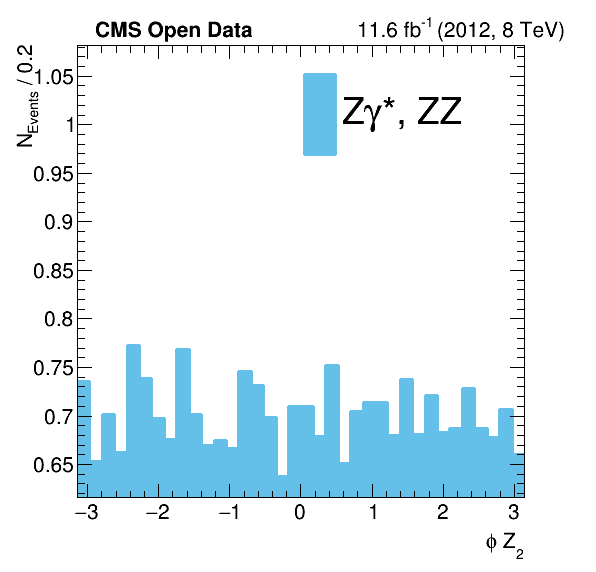 CMS Open Data
11.6 fb⁻¹ (2012, 8 TeV)
N_Events / 0.2
1.05
1
0.95
0.9
0.85
0.8
0.75
0.7
0.65
Zγ*, ZZ
−3 −2 −1 0 1 2 3
ϕ Z₂